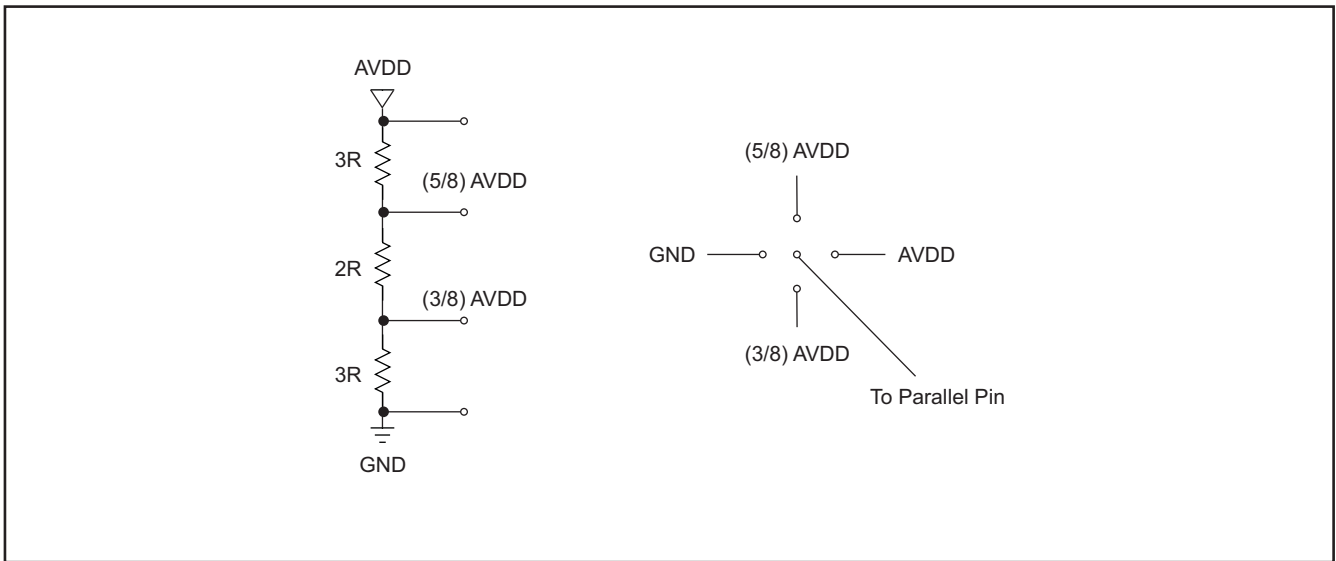 AVDD
3R
(5/8) AVDD
2R
(3/8) AVDD
3R
GND
(5/8) AVDD
GND
AVDD
(3/8) AVDD
To Parallel Pin